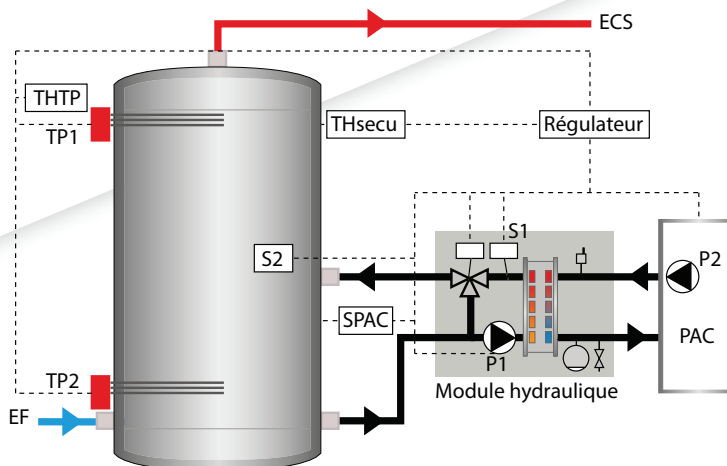 ECS
THTP
TP1
THsecu
Régulateur
S1
S2
P2
SPAC
PAC
P1
TP2
Module hydraulique
EF